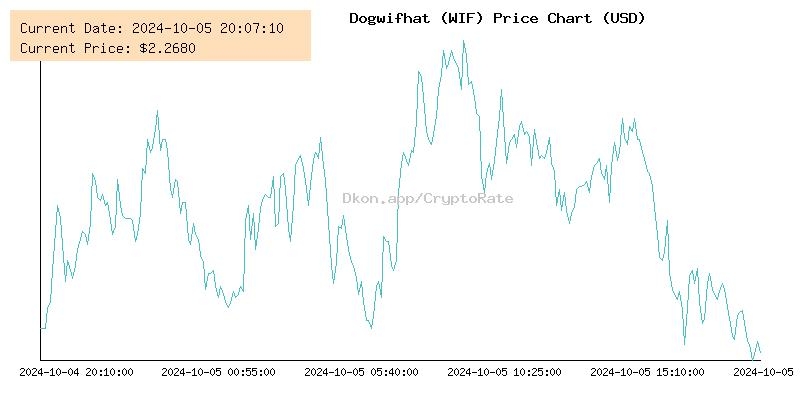 Dogwifhat (WIF) Price Chart (USD)
Current Date: 2024-10-05 20:07:10
Current Price: $2.2680
Dkon.app/CryptoRate
2024-10-04 20:10:00 2024-10-05 00:55:00 2024-10-05 05:40:00 2024-10-05 10:25:00 2024-10-05 15:10:00 2024-10-05